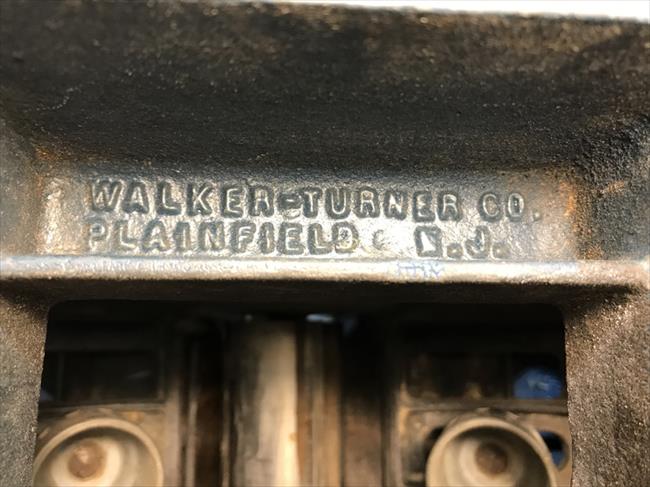 WALKER-TURNER CO.
PLAINFIELD N.J.